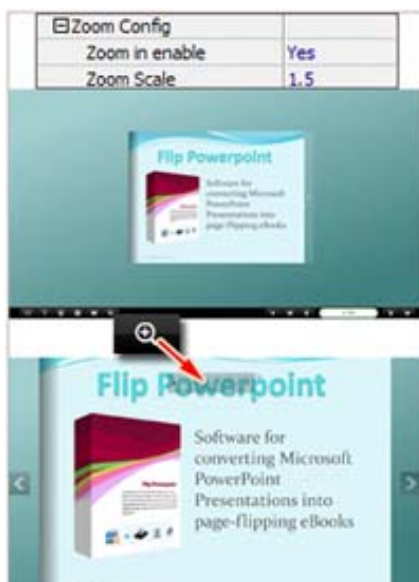 Zoom Config
Zoom in enable Yes
Zoom Scale 1.5
Flip Powerpoint
Software for
converting Microsoft
PowerPoint
Presentations into
page-flipping eBooks
Flip Powerpoint
Software for
converting Microsoft
PowerPoint
Presentations into
page-flipping eBooks